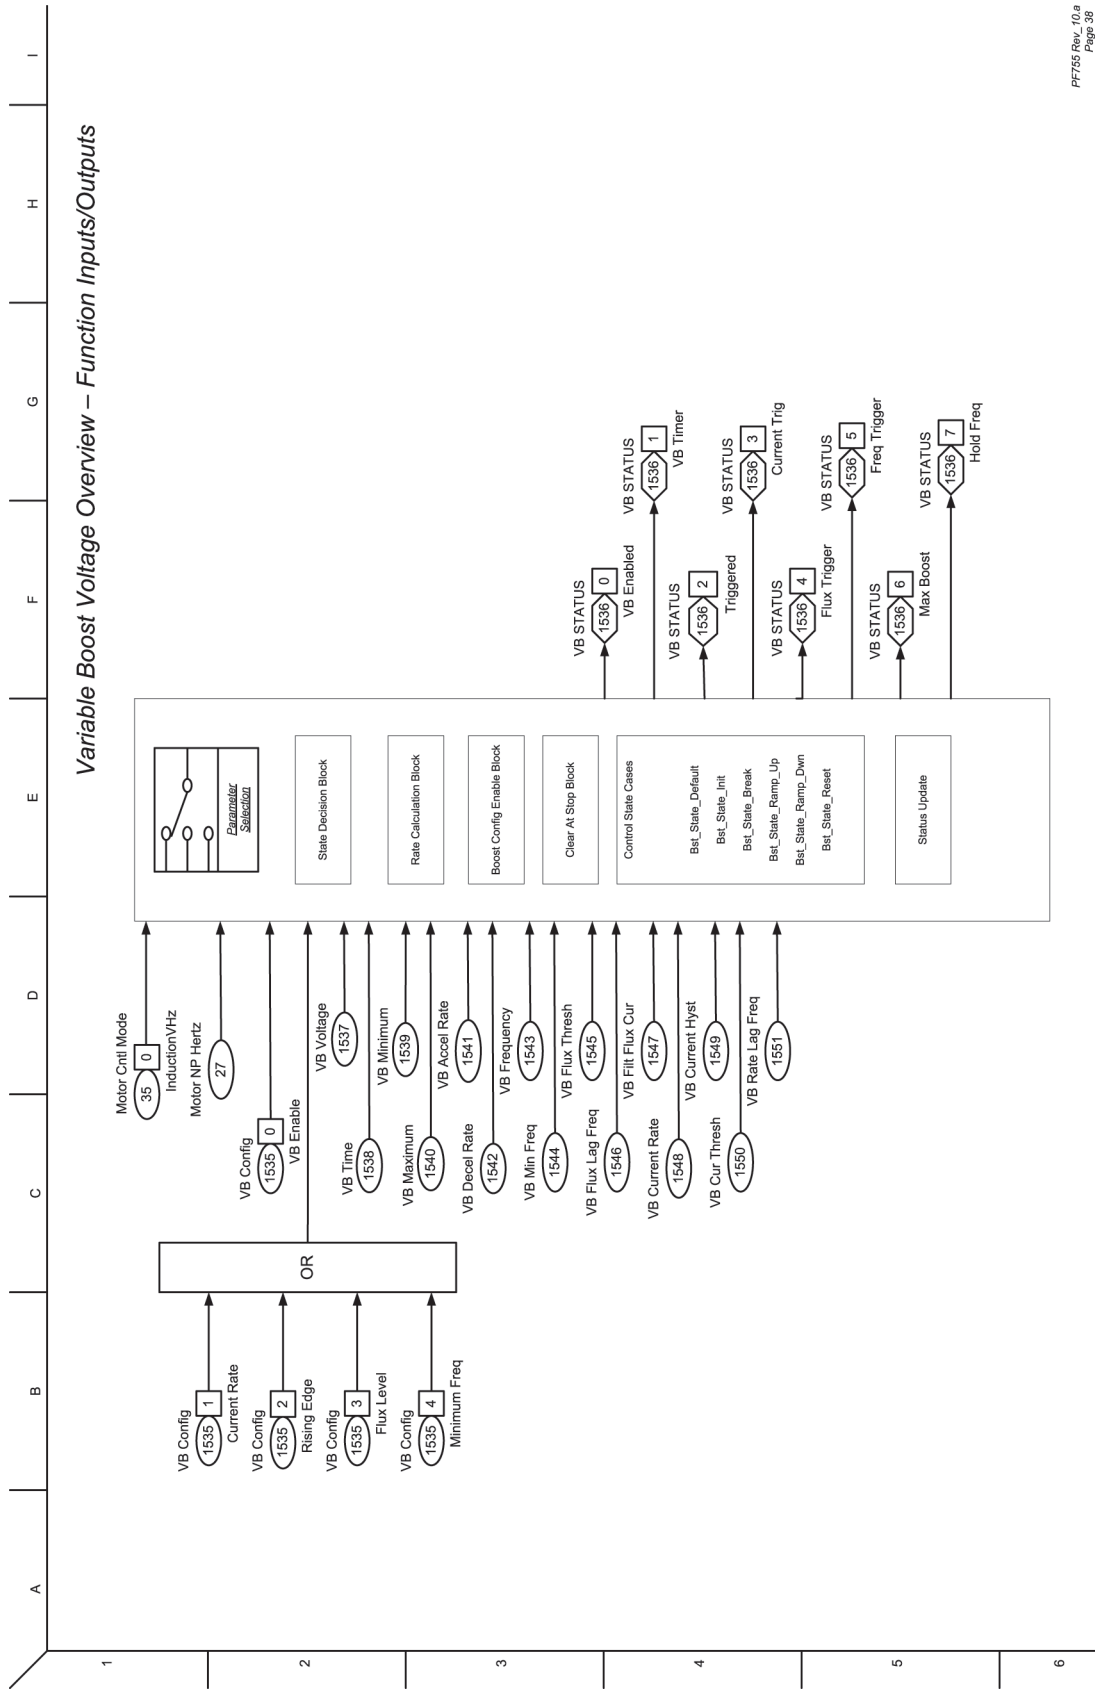 A
B
C
D
E
F
G
H
I
Variable Boost Voltage Overview – Function Inputs/Outputs
1
2
3
4
5
6
VB Config
1535 1
Current Rate
VB Config
1535 2
Rising Edge
VB Config
1535 3
Flux Level
VB Config
1535 4
Minimum Freq
OR
Motor Cntl Mode
35 0
InductionVHz
Motor NP Hertz
27
VB Config
1535 0
VB Enable
VB Voltage
1537
VB Time
1538
VB Minimum
1539
VB Maximum
1540
VB Accel Rate
1541
VB Decel Rate
1542
VB Frequency
1543
VB Min Freq
1544
VB Flux Thresh
1545
VB Flux Lag Freq
1546
VB Filt Flux Cur
1547
VB Current Rate
1548
VB Current Hyst
1549
VB Cur Thresh
1550
VB Rate Lag Freq
1551
Parameter
Selection
State Decision Block
Rate Calculation Block
Boost Config Enable Block
Clear At Stop Block
Control State Cases
Bst_State_Default
Bst_State_Init
Bst_State_Break
Bst_State_Ramp_Up
Bst_State_Ramp_Dwn
Bst_State_Reset
Status Update
VB STATUS
1536 0
VB Enabled
VB STATUS
1536 1
VB Timer
VB STATUS
1536 2
Triggered
VB STATUS
1536 3
Current Trig
VB STATUS
1536 4
Flux Trigger
VB STATUS
1536 5
Freq Trigger
VB STATUS
1536 6
Max Boost
VB STATUS
1536 7
Hold Freq
PF755 Rev_10.a
Page 38